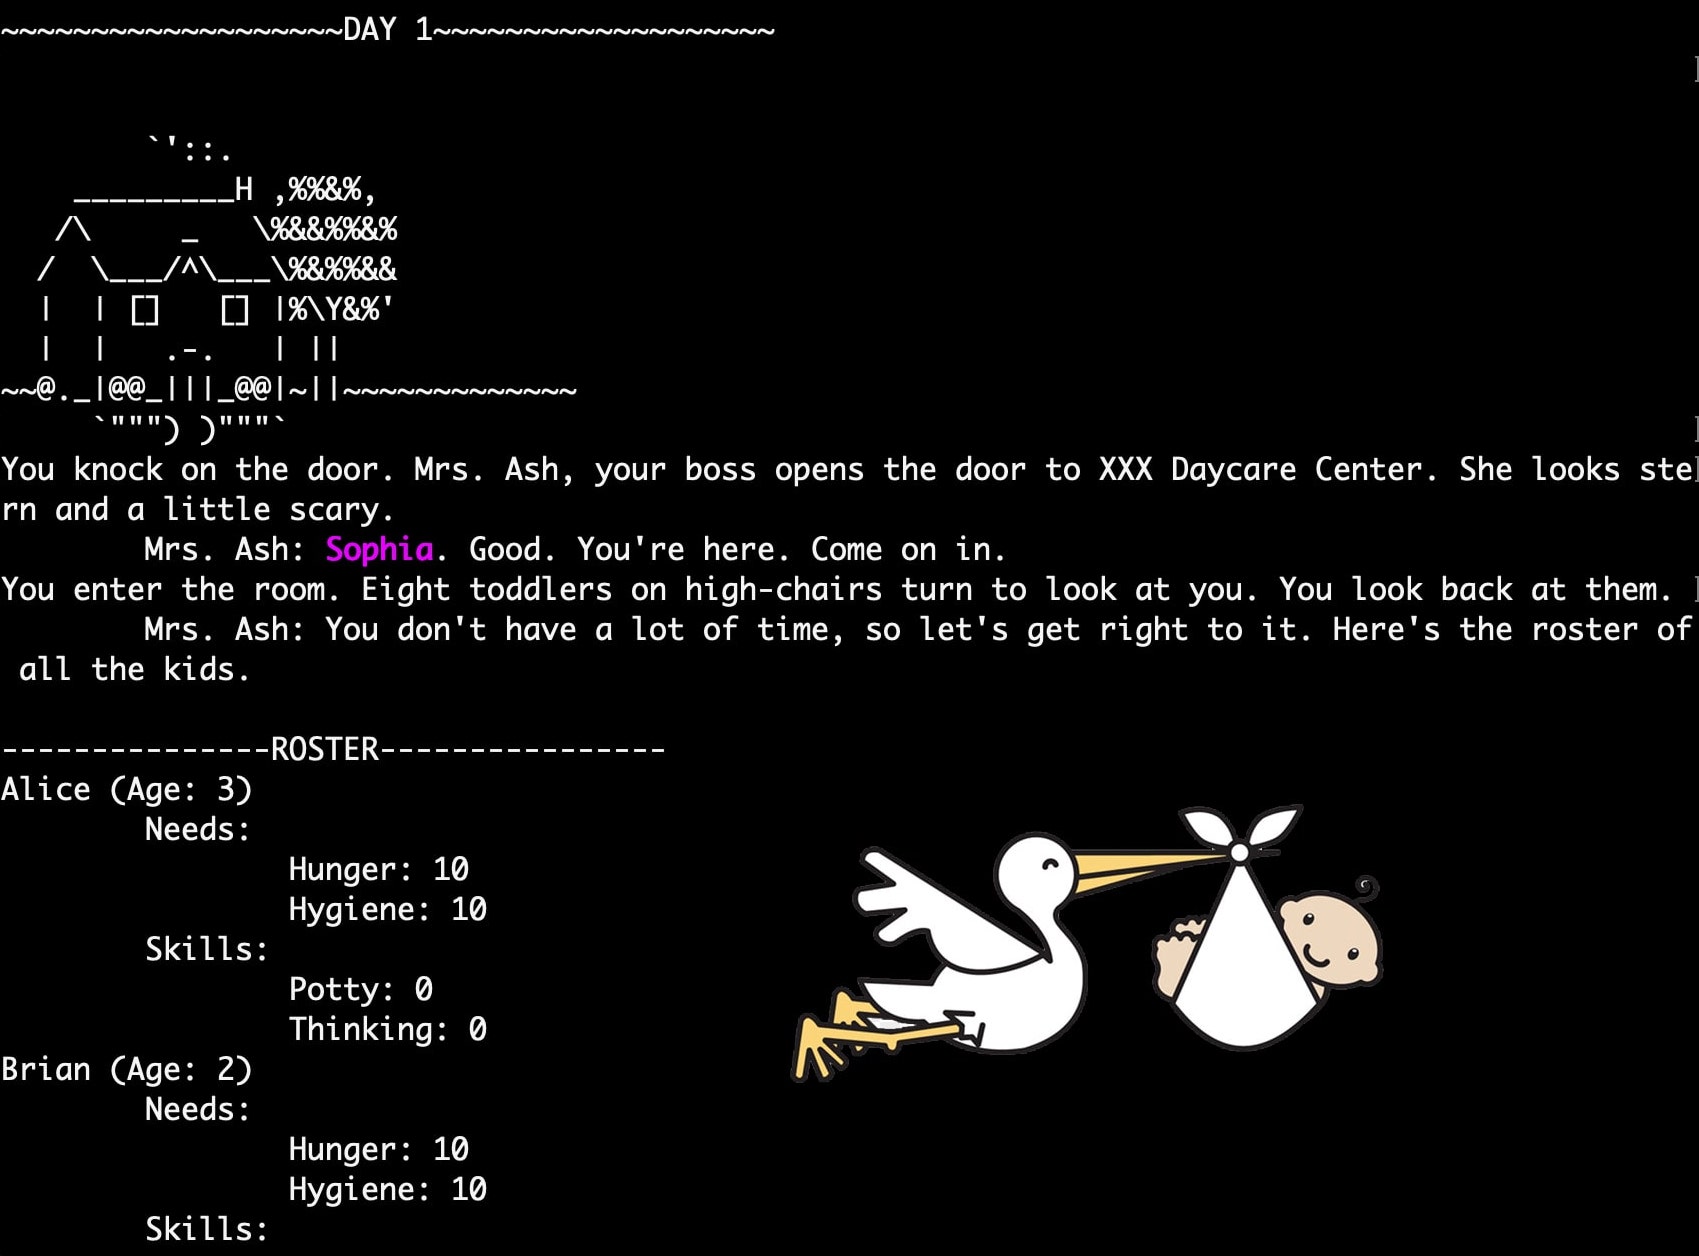 ~~~~~~~~~~~~~~~~~~~DAY 1~~~~~~~~~~~~~~~~~~~
        `'::.
    _________H ,%%&%,
   /\     _   \%&&%%&%
  /  \___/^\___\%&%%&&
  |  | []   [] |%\Y&%'
  |  |   .-.   | ||
~~@._|@@_|||_@@|~||~~~~~~~~~~~~~
     `""") )"""`
You knock on the door. Mrs. Ash, your boss opens the door to XXX Daycare Center. She looks ste
rn and a little scary.
        Mrs. Ash: Sophia. Good. You're here. Come on in.
You enter the room. Eight toddlers on high-chairs turn to look at you. You look back at them.
        Mrs. Ash: You don't have a lot of time, so let's get right to it. Here's the roster of
 all the kids.
---------------ROSTER----------------
Alice (Age: 3)
        Needs:
                Hunger: 10
                Hygiene: 10
        Skills:
                Potty: 0
                Thinking: 0
Brian (Age: 2)
        Needs:
                Hunger: 10
                Hygiene: 10
        Skills: